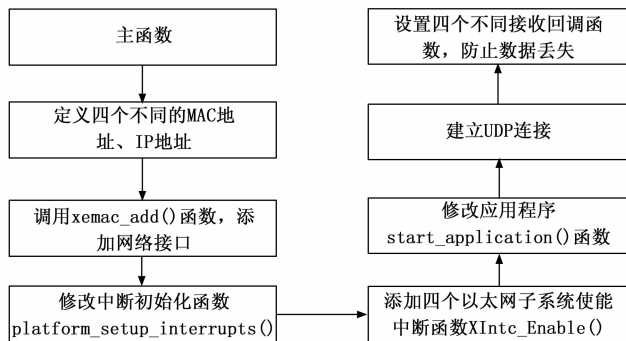 主函数
定义四个不同的MAC地
址、IP地址
调用xemac_add()函数，添
加网络接口
修改中断初始化函数
platform_setup_interrupts()
添加四个以太网子系统使能
中断函数XIntc_Enable()
修改应用程序
start_application()函数
建立UDP连接
设置四个不同接收回调函
数，防止数据丢失